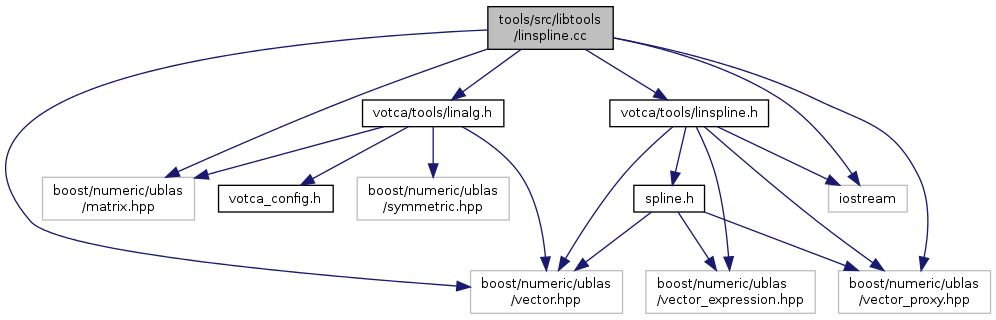 tools/src/libtools
/linspline.cc
votca/tools/linalg.h
votca/tools/linspline.h
boost/numeric/ublas
/matrix.hpp
votca_config.h
boost/numeric/ublas
/symmetric.hpp
spline.h
iostream
boost/numeric/ublas
/vector.hpp
boost/numeric/ublas
/vector_expression.hpp
boost/numeric/ublas
/vector_proxy.hpp